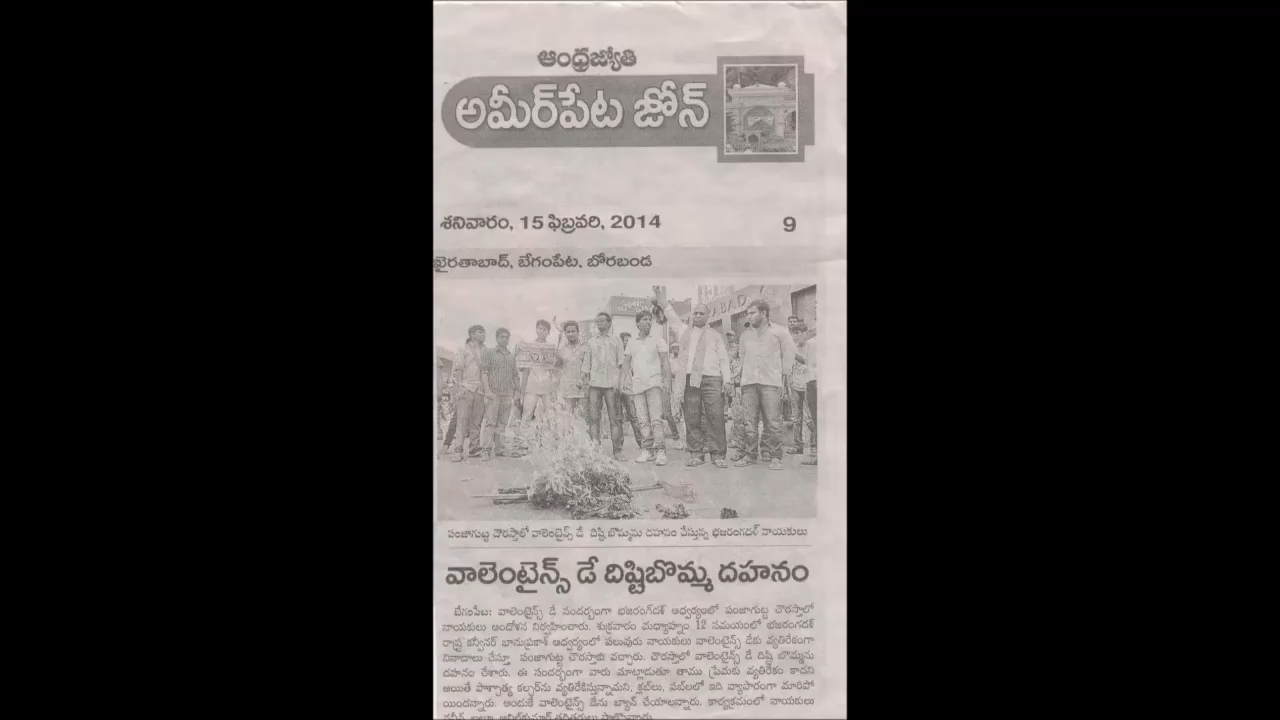 ఆంధ్రజ్యోతి
అమీర్‌పేట జోన్
శనివారం, 15 ఫిబ్రవరి, 2014 9
ఖైరతాబాద్, బేగంపేట, బోరబండ
పంజాగుట్ట చౌరస్తాలో వాలెంటైన్స్ డే దిష్టి బొమ్మను దహనం చేస్తున్న భజరంగదళ్ నాయకులు
వాలెంటైన్స్ డే దిష్టిబొమ్మ దహనం
బేగంపేట: వాలెంటైన్స్ డే సందర్భంగా భజరంగ్‌దళ్ ఆధ్వర్యంలో పంజాగుట్ట చౌరస్తాలో
నాయకులు ఆందోళన నిర్వహించారు. శుక్రవారం మధ్యాహ్నం 12 సమయంలో భజరంగదళ్
రాష్ట్ర కన్వీనర్ భానుప్రకాశ్ ఆధ్వర్యంలో పలువురు నాయకులు వాలెంటైన్స్ డేకు వ్యతిరేకంగా
నినాదాలు చేస్తూ పంజాగుట్ట చౌరస్తాకు వచ్చారు. చౌరస్తాలో వాలెంటైన్స్ డే దిష్టి బొమ్మను
దహనం చేశారు. ఈ సందర్భంగా వారు మాట్లాడుతూ తాము ప్రేమకు వ్యతిరేకం కాదని
అయితే పాశ్చాత్య కల్చర్‌ను వ్యతిరేకిస్తున్నామని, క్లబ్‌లు, పబ్‌లలో ఇది వ్యాపారంగా మారిపో
యిందన్నారు. అందుకే వాలెంటైన్స్ డేను బ్యాన్ చేయాలన్నారు. కార్యక్రమంలో నాయకులు